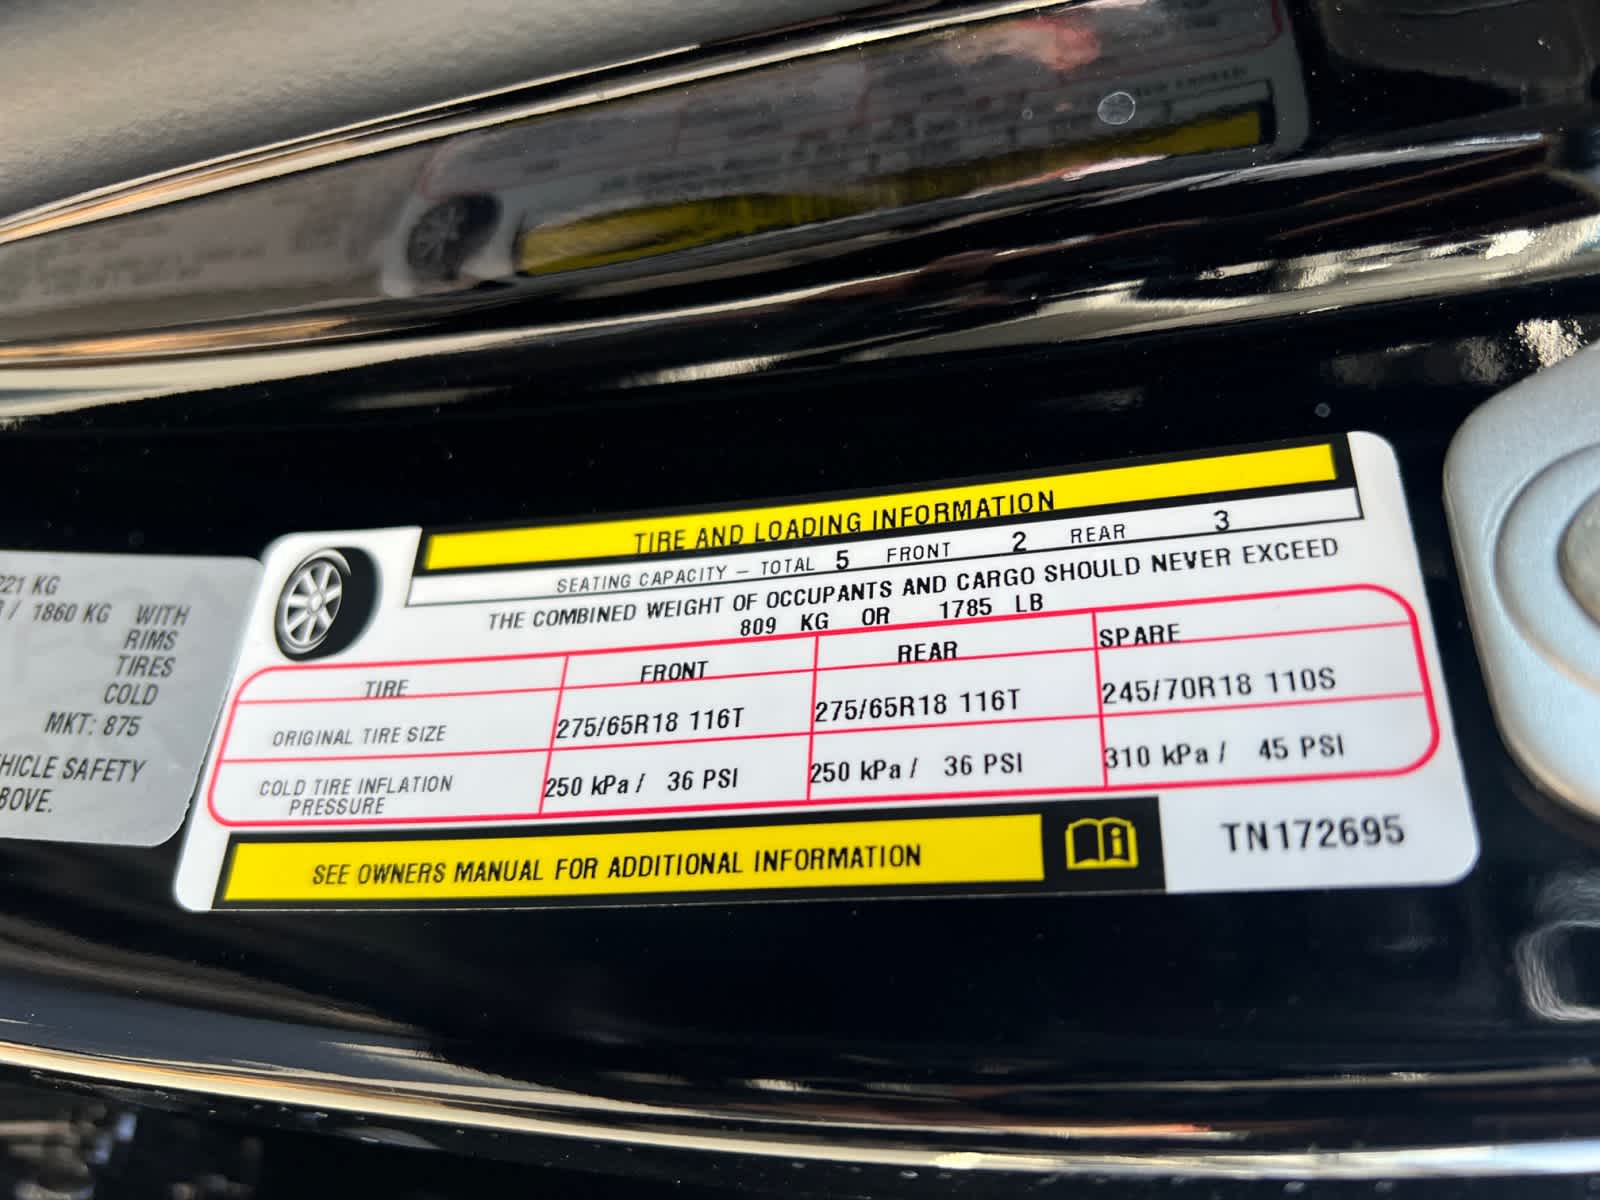 221 KG
/ 1860 KG WITH
RIMS
TIRES
COLD
MKT: 875
HICLE SAFETY
BOVE.
TIRE AND LOADING INFORMATION
SEATING CAPACITY – TOTAL 5 FRONT 2 REAR 3
THE COMBINED WEIGHT OF OCCUPANTS AND CARGO SHOULD NEVER EXCEED
809 KG OR 1785 LB
TIRE FRONT REAR SPARE
ORIGINAL TIRE SIZE 275/65R18 116T 275/65R18 116T 245/70R18 110S
COLD TIRE INFLATION PRESSURE 250 kPa / 36 PSI 250 kPa / 36 PSI 310 kPa / 45 PSI
SEE OWNERS MANUAL FOR ADDITIONAL INFORMATION
TN172695